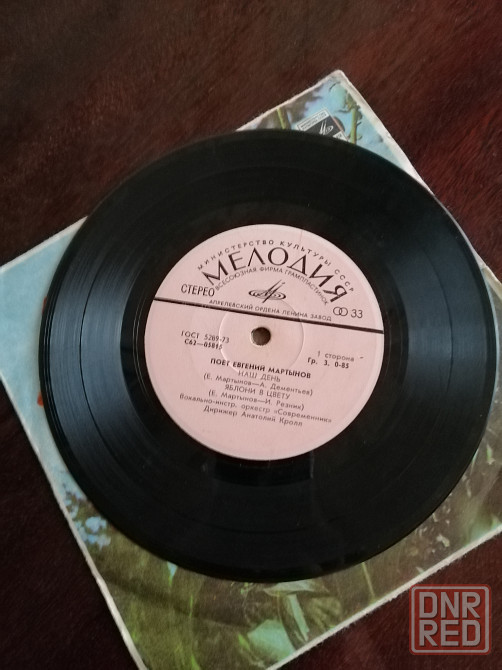 МИНИСТЕРСТВО КУЛЬТУРЫ СССР
МЕЛОДИЯ
ВСЕСОЮЗНАЯ ФИРМА ГРАМПЛАСТИНОК
СТЕРЕО
33
АПРЕЛЕВСКИЙ ОРДЕНА ЛЕНИНА ЗАВОД
ГОСТ 5289-73
1 сторона
Гр. 3. 0-85
ПОЕТ ЕВГЕНИЙ МАРТЫНОВ
НАШ ДЕНЬ
(Е. Мартынов—А. Дементьев)
ЯБЛОНИ В ЦВЕТУ
(Е. Мартынов—И. Резник)
Вокально-инстр. оркестр «Современник»
Дирижер Анатолий Кролл
DNR
RED